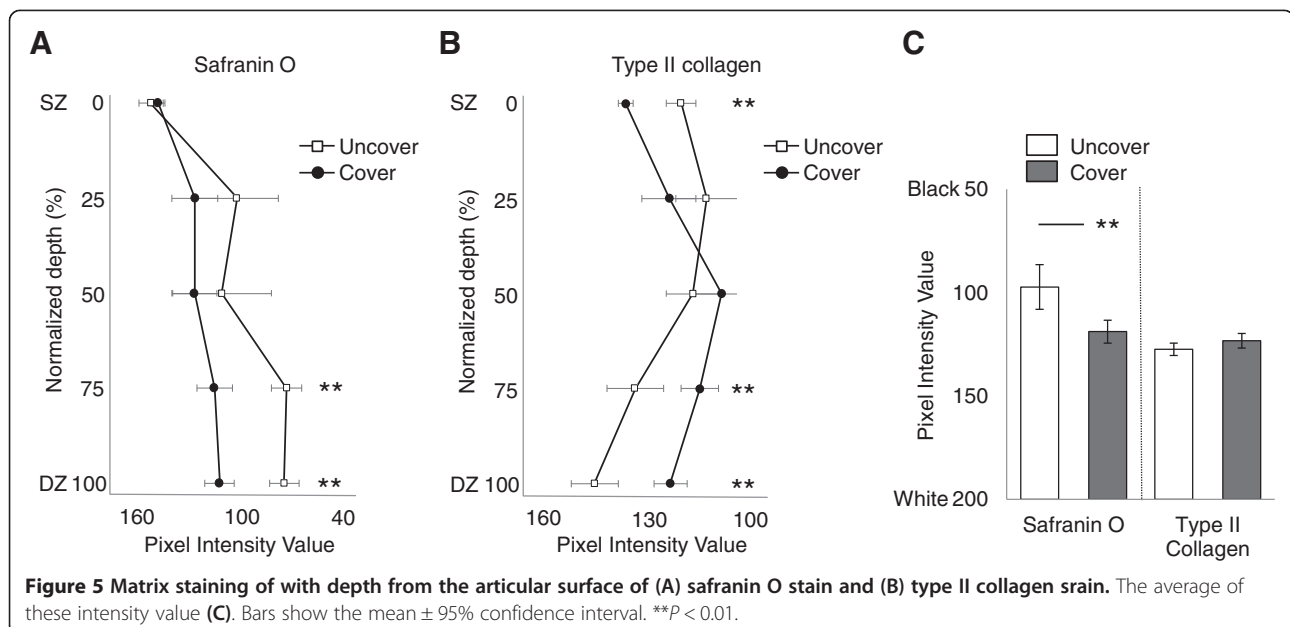 A
Safranin O
SZ 0
25
50
75
DZ 100
Normalized depth (%)
Uncover
Cover
**
**
160 100 40
Pixel Intensity Value
B
Type II collagen
SZ 0
25
50
75
DZ 100
Normalized depth (%)
Uncover
Cover
**
**
**
160 130 100
Pixel Intensity Value
C
Uncover
Cover
Black 50
100
150
White 200
Pixel Intensity Value
**
Safranin O
Type II
Collagen
Figure 5 Matrix staining of with depth from the articular surface of (A) safranin O stain and (B) type II collagen srain. The average of
these intensity value (C). Bars show the mean ± 95% confidence interval. **P < 0.01.